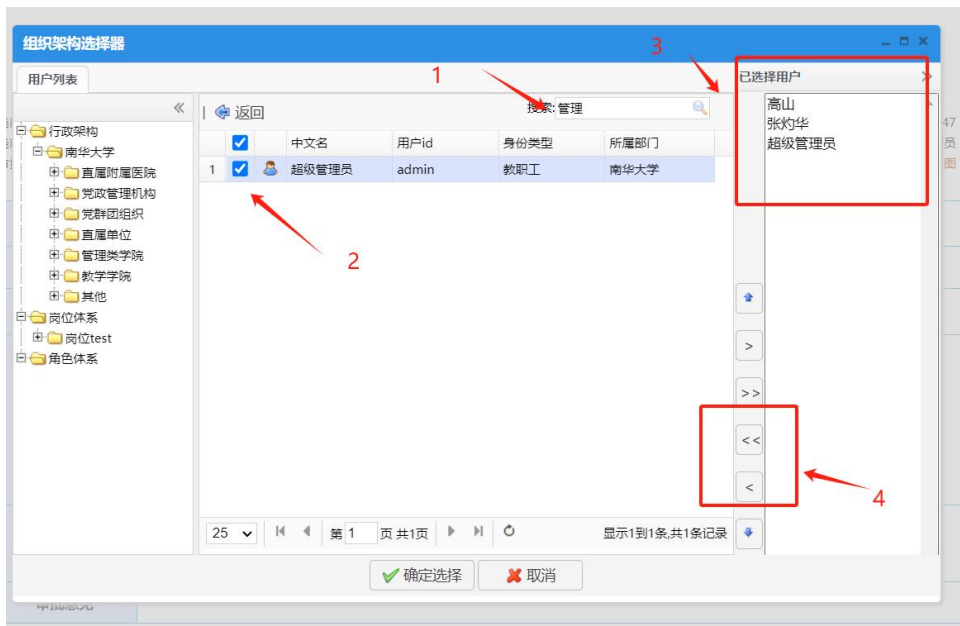 组织架构选择器
3
用户列表
1
已选择用户
返回
搜索:管理
中文名
用户id
身份类型
所属部门
1
超级管理员
admin
教职工
南华大学
2
行政架构
南华大学
直属附属医院
党政管理机构
党群团组织
直属单位
管理类学院
教学学院
其他
岗位体系
岗位test
角色体系
高山
张灼华
超级管理员
47
员
图
>
>>
<<
<
4
25
第 1 页 共1页
显示1到1条,共1条记录
确定选择
取消